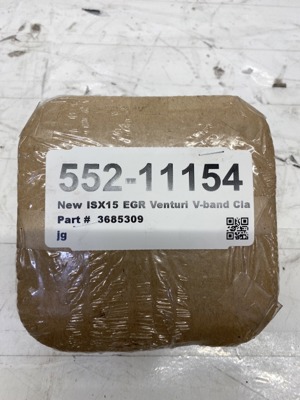 552-11154
New ISX15 EGR Venturi V-band Cla
Part # 3685309
jg